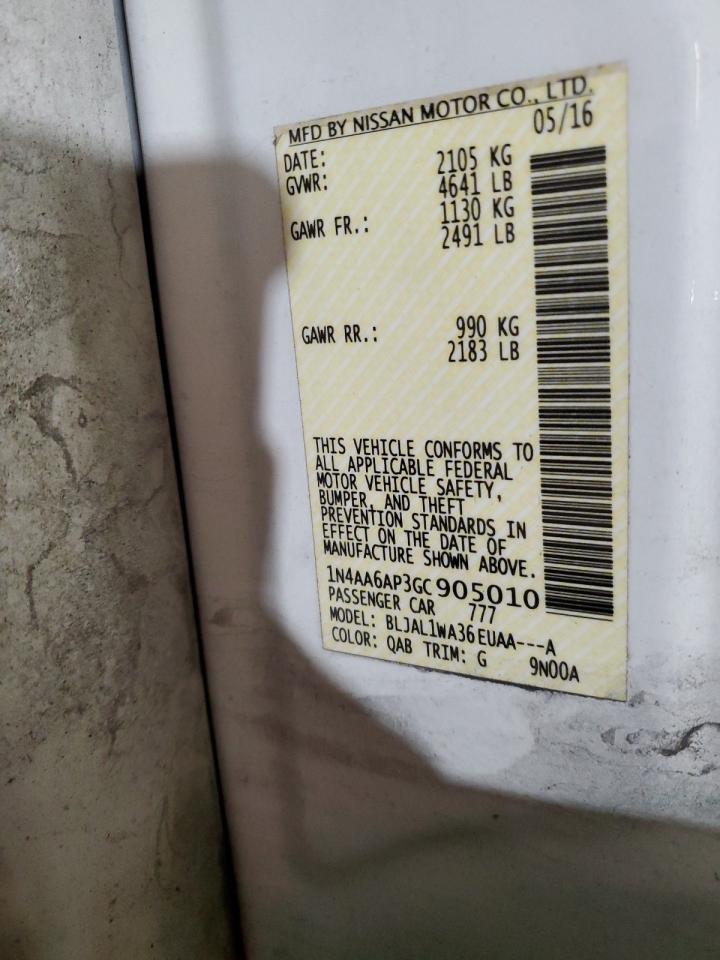 MFD BY NISSAN MOTOR CO., LTD.
DATE: 05/16
GVWR: 2105 KG
4641 LB
GAWR FR.: 1130 KG
2491 LB
GAWR RR.: 990 KG
2183 LB
THIS VEHICLE CONFORMS TO
ALL APPLICABLE FEDERAL
MOTOR VEHICLE SAFETY,
BUMPER, AND THEFT
PREVENTION STANDARDS IN
EFFECT ON THE DATE OF
MANUFACTURE SHOWN ABOVE.
1N4AA6AP3GC905010
PASSENGER CAR 777
MODEL: BLJAL1WA36EUAA---A
COLOR: QAB TRIM: G 9N00A